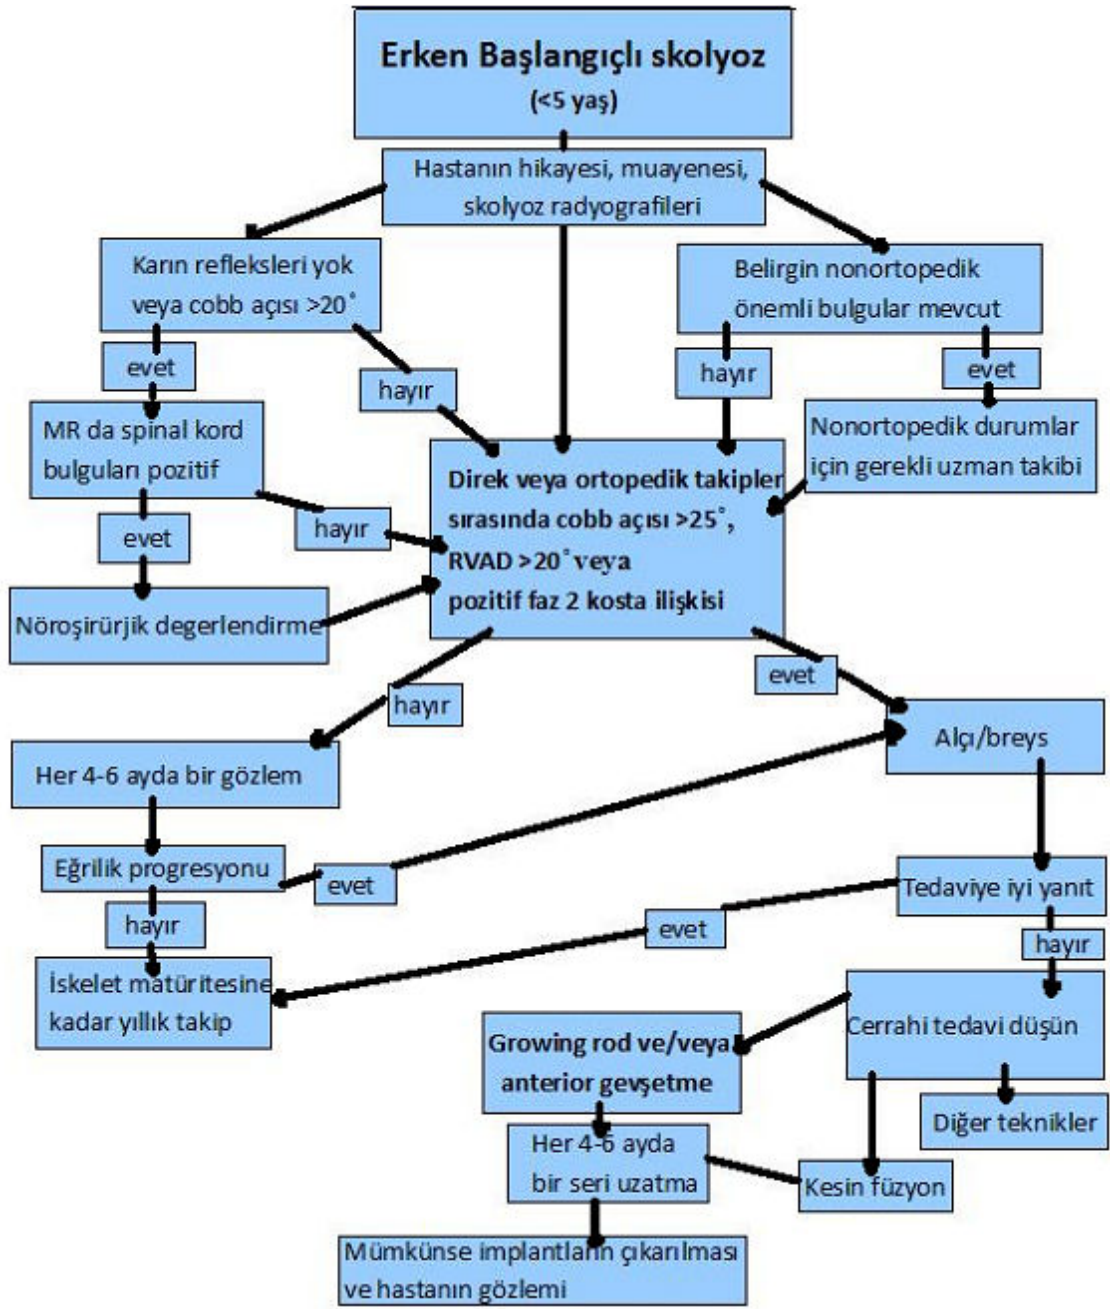 Erken Başlangıçlı skolyoz
(<5 yaş)
Hastanın hikayesi, muayenesi,
skolyoz radyografileri
Karın refleksleri yok
veya cobb açısı >20˚
Belirgin nonortopedik
önemli bulgular mevcut
evet
hayır
hayır
evet
MR da spinal kord
bulguları pozitif
Nonortopedik durumlar
için gerekli uzman takibi
Direk veya ortopedik takipler
sırasında cobb açısı >25˚,
RVAD >20˚ veya
pozitif faz 2 kosta ilişkisi
evet
hayır
Nöroşirürjik degerlendirme
hayır
evet
Alçı/breys
Her 4-6 ayda bir gözlem
Eğrilik progresyonu
evet
Tedaviye iyi yanıt
hayır
evet
hayır
İskelet matüritesine
kadar yıllık takip
Cerrahi tedavi düşün
Growing rod ve/veya
anterior gevşetme
Diğer teknikler
Her 4-6 ayda
bir seri uzatma
Kesin füzyon
Mümkünse implantların çıkarılması
ve hastanın gözlemi